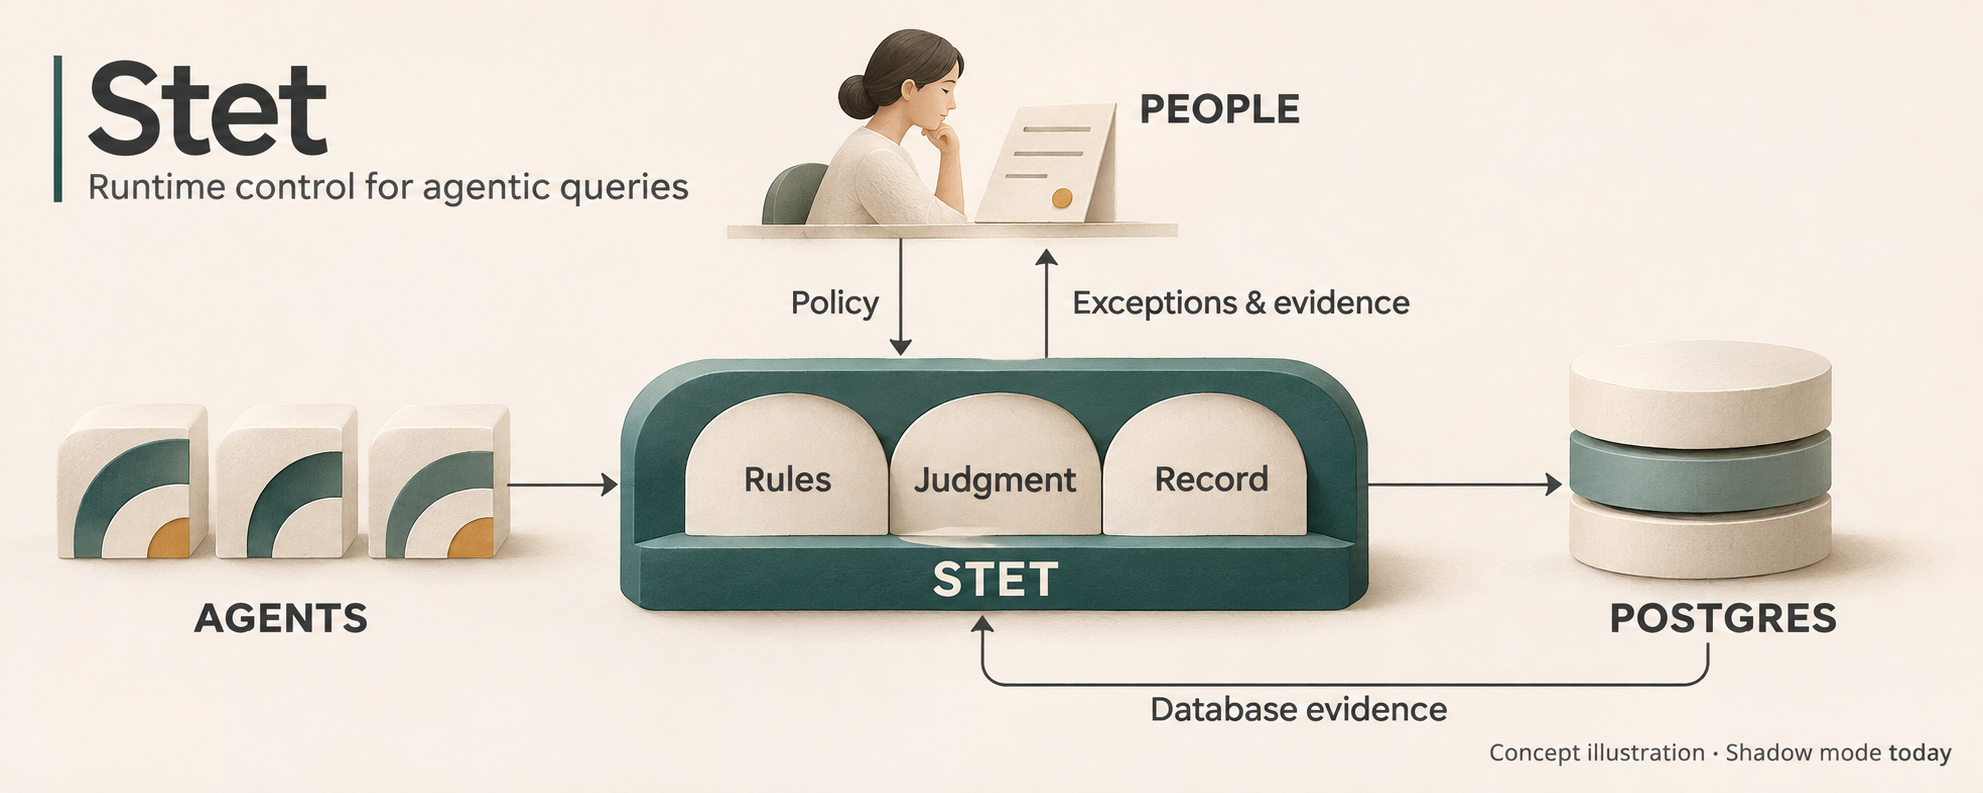 Stet
Runtime control for agentic queries
PEOPLE
Policy
Exceptions & evidence
Rules
Judgment
Record
STET
AGENTS
POSTGRES
Database evidence
Concept illustration · Shadow mode today